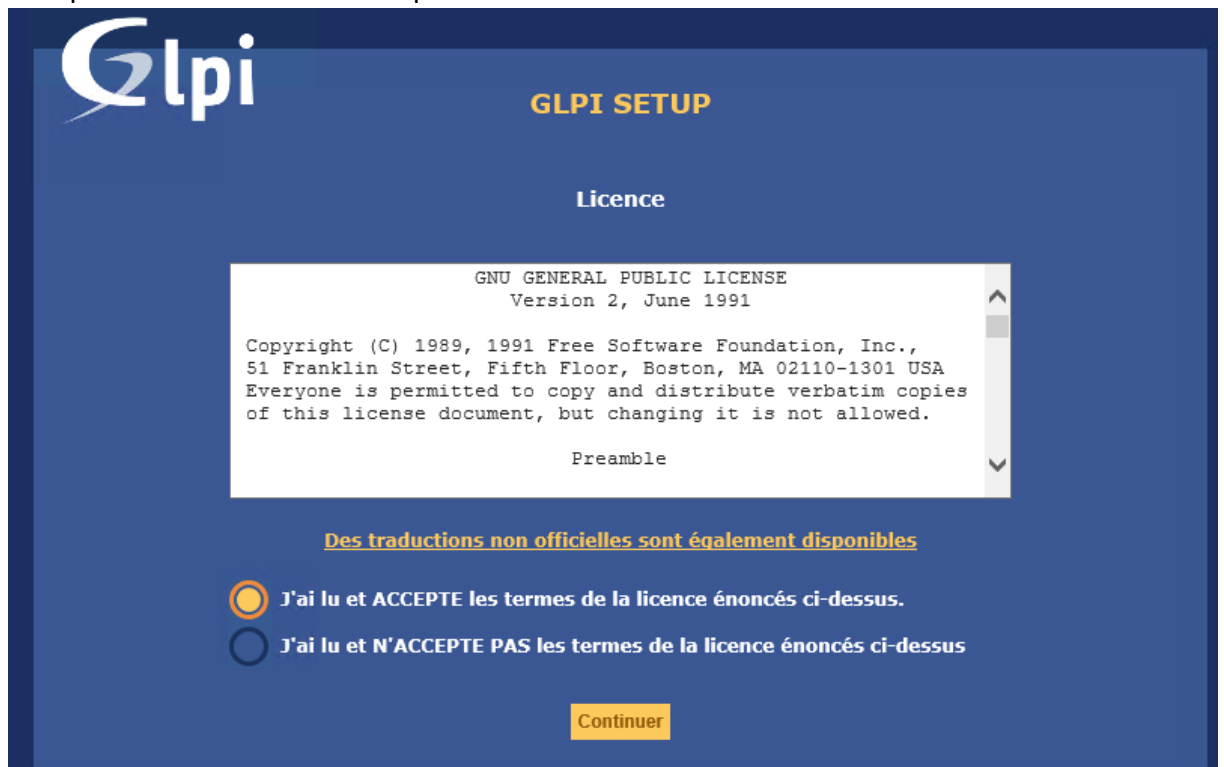 Glpi
GLPI SETUP
Licence
GNU GENERAL PUBLIC LICENSE
Version 2, June 1991
Copyright (C) 1989, 1991 Free Software Foundation, Inc.,
51 Franklin Street, Fifth Floor, Boston, MA 02110-1301 USA
Everyone is permitted to copy and distribute verbatim copies
of this license document, but changing it is not allowed.
Preamble
Des traductions non officielles sont également disponibles
J'ai lu et ACCEPTE les termes de la licence énoncés ci-dessus.
J'ai lu et N'ACCEPTE PAS les termes de la licence énoncés ci-dessus
Continuer